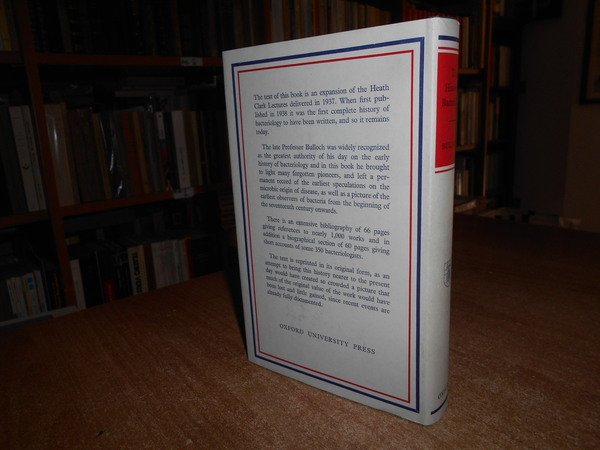 The text of this book is an expansion of the Heath
Clark Lectures delivered in 1937. When first pub-
lished in 1938 it was the first complete history of
bacteriology to have been written, and so it remains
today.
The late Professor Bulloch was widely recognized
as the greatest authority of his day on the early
history of bacteriology and in this book he brought
to light many forgotten pioneers, and left a per-
manent record of the earliest speculations on the
microbic origin of disease, as well as a picture of the
earliest observers of bacteria from the beginning of
the seventeenth century onwards.
There is an extensive bibliography of 66 pages
giving references to nearly 1,000 works and in
addition a biographical section of 60 pages giving
short accounts of some 350 bacteriologists.
The text is reprinted in its original form, as an
attempt to bring this history nearer to the present
day would have created so crowded a picture that
much of the original value of the work would have
been lost and little gained, since recent events are
already fully documented.
OXFORD UNIVERSITY PRESS